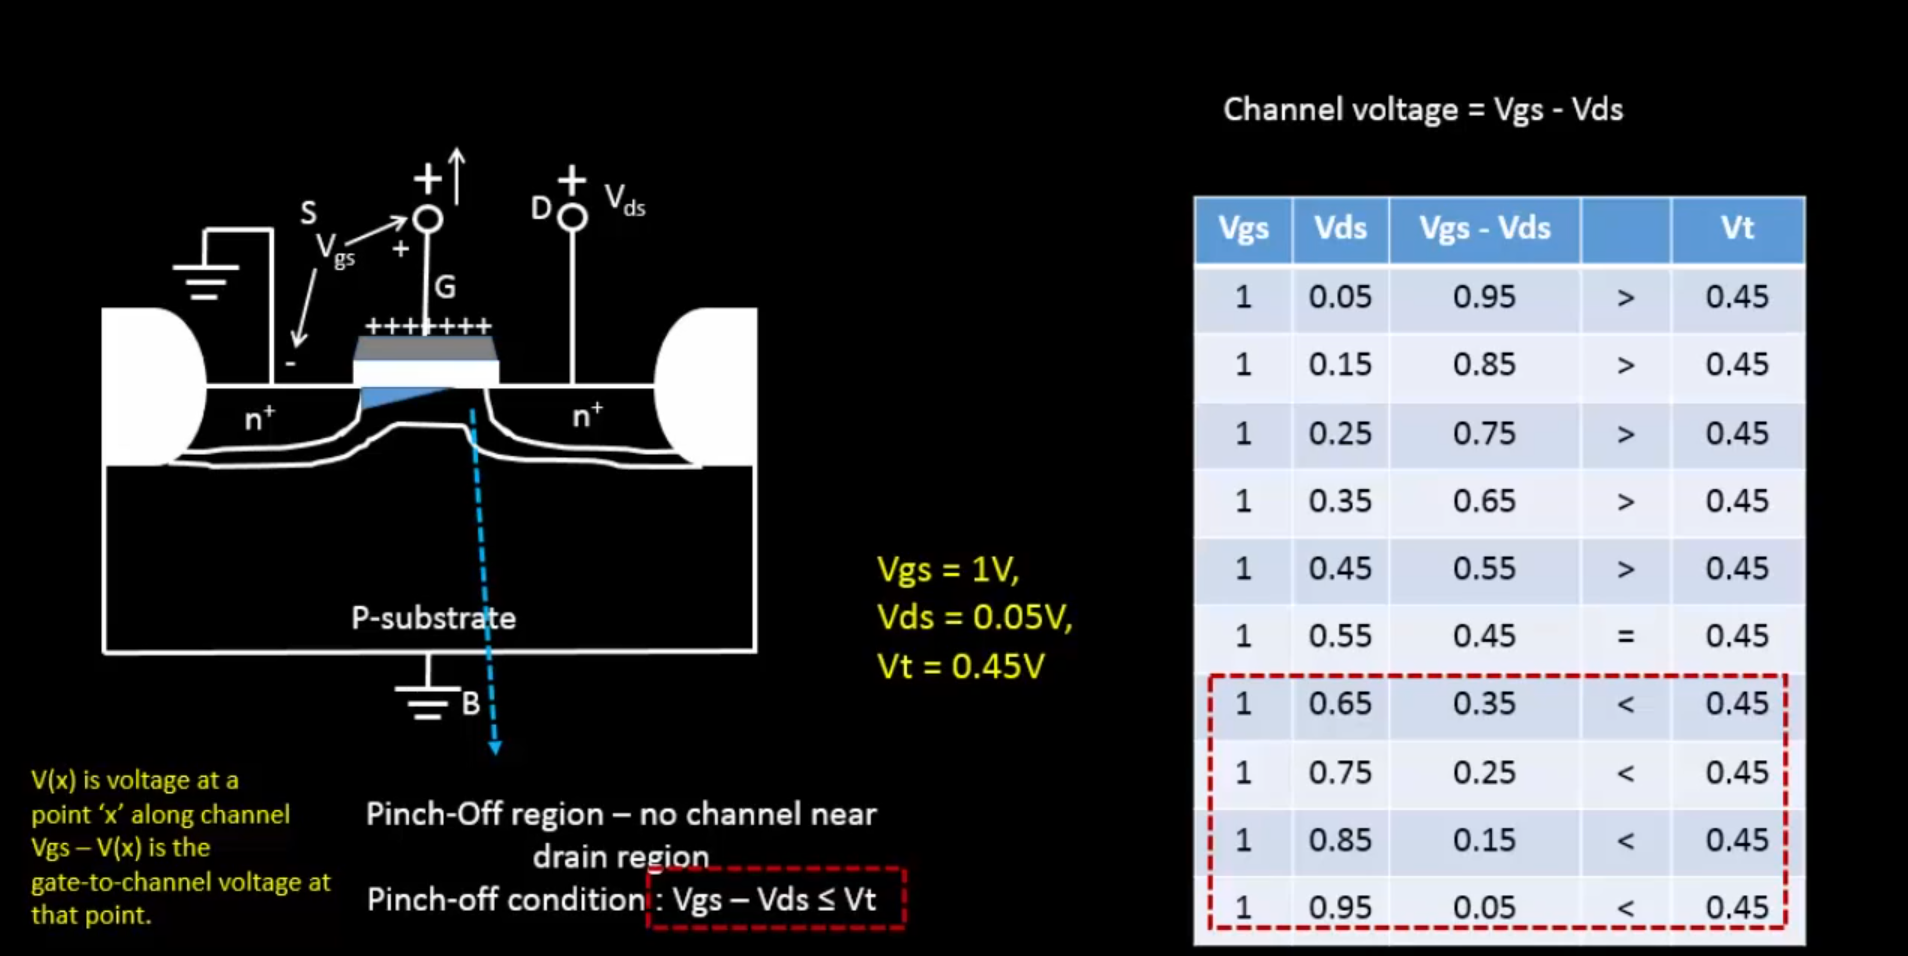 Channel voltage = Vgs - Vds
+
+
S
D
Vds
Vgs
+
G
+++++++
-
n⁺
n⁺
P-substrate
B
Vgs = 1V,
Vds = 0.05V,
Vt = 0.45V
V(x) is voltage at a
point ‘x’ along channel
Vgs – V(x) is the
gate-to-channel voltage at
that point.
Pinch-Off region – no channel near
drain region
Pinch-off condition : Vgs – Vds ≤ Vt
Vgs Vds Vgs - Vds Vt
1 0.05 0.95 > 0.45
1 0.15 0.85 > 0.45
1 0.25 0.75 > 0.45
1 0.35 0.65 > 0.45
1 0.45 0.55 > 0.45
1 0.55 0.45 = 0.45
1 0.65 0.35 < 0.45
1 0.75 0.25 < 0.45
1 0.85 0.15 < 0.45
1 0.95 0.05 < 0.45